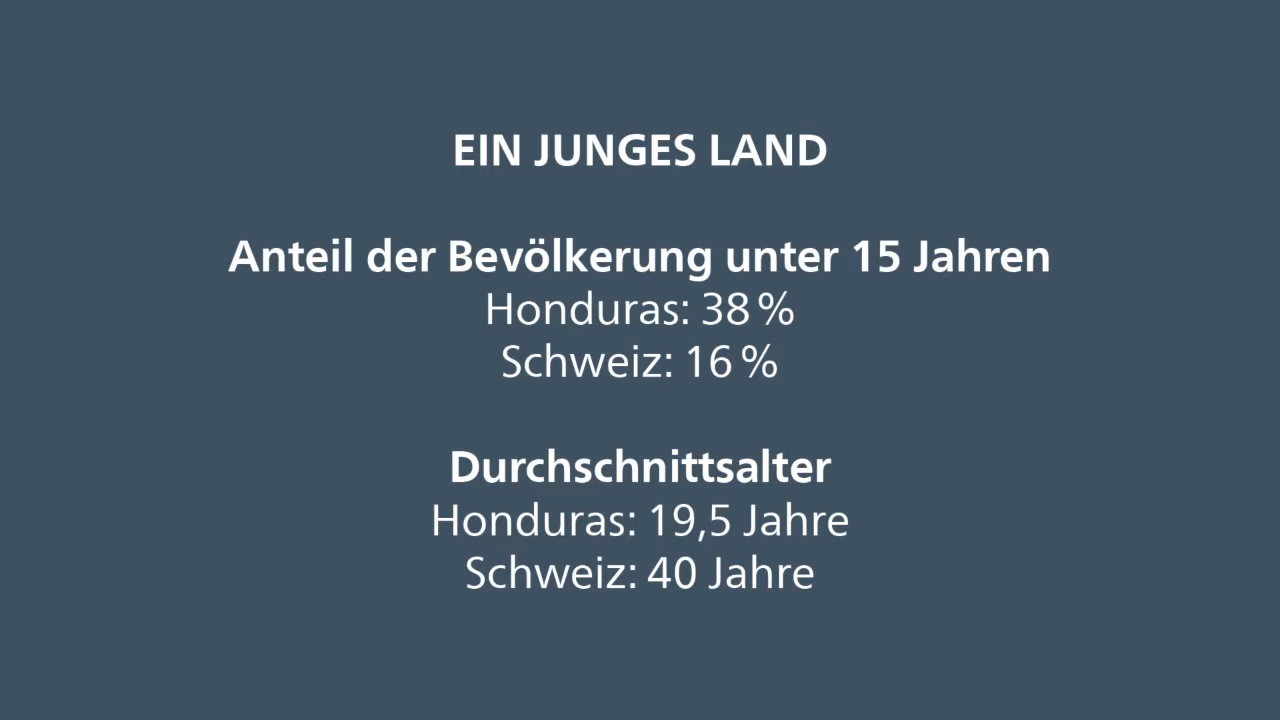 EIN JUNGES LAND
Anteil der Bevölkerung unter 15 Jahren
Honduras: 38 %
Schweiz: 16 %
Durchschnittsalter
Honduras: 19,5 Jahre
Schweiz: 40 Jahre